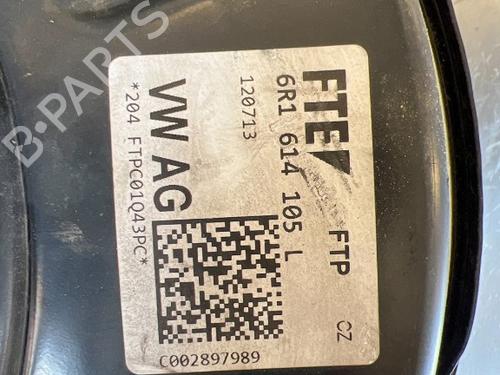 FTE
FTP CZ
6R1 614 105 L
120713
VW AG
*204 FTPC01Q43PC*
C002897989
B-PARTS